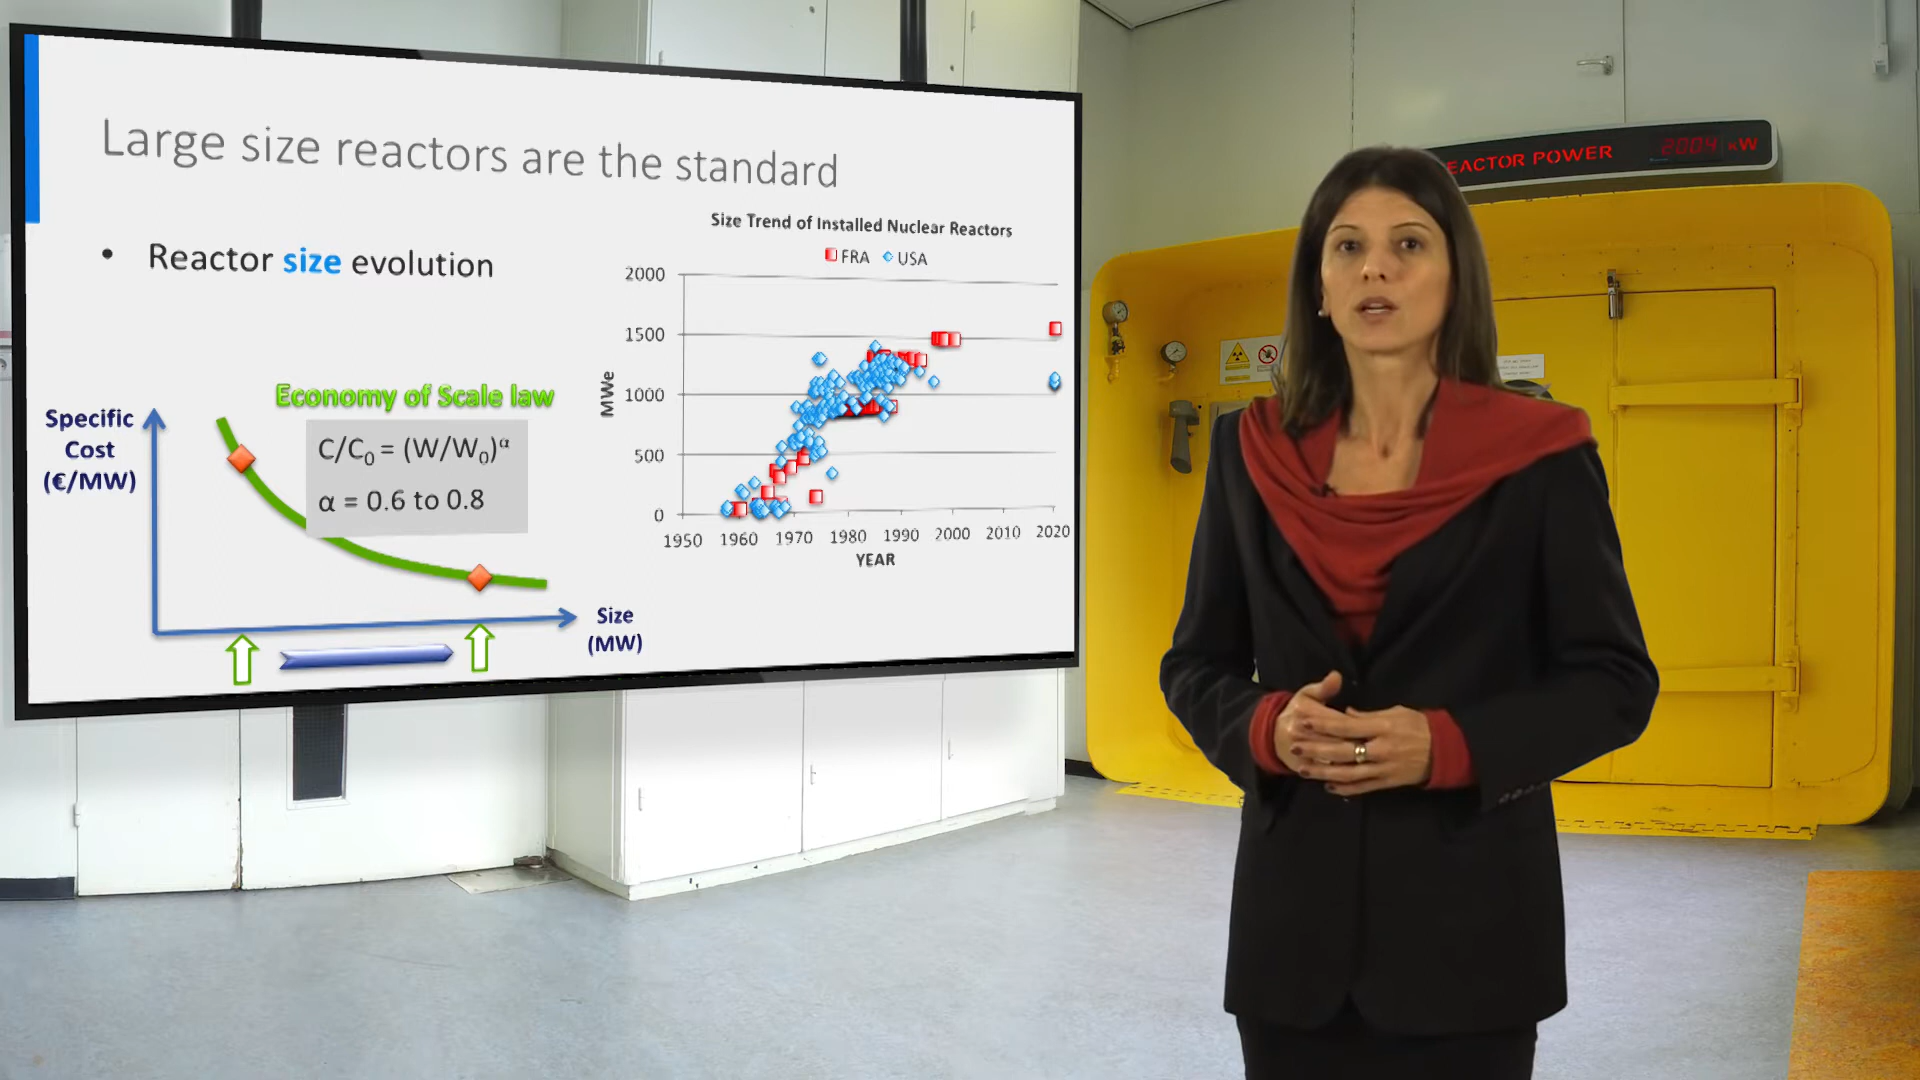 Large size reactors are the standard
• Reactor size evolution
Size Trend of Installed Nuclear Reactors
FRA USA
2000
1500
1000
500
0
MWe
1950 1960 1970 1980 1990 2000 2010 2020
YEAR
Economy of Scale law
C/C₀ = (W/W₀)^α
α = 0.6 to 0.8
Specific
Cost
(€/MW)
Size
(MW)
EACTOR POWER 200.4 kW